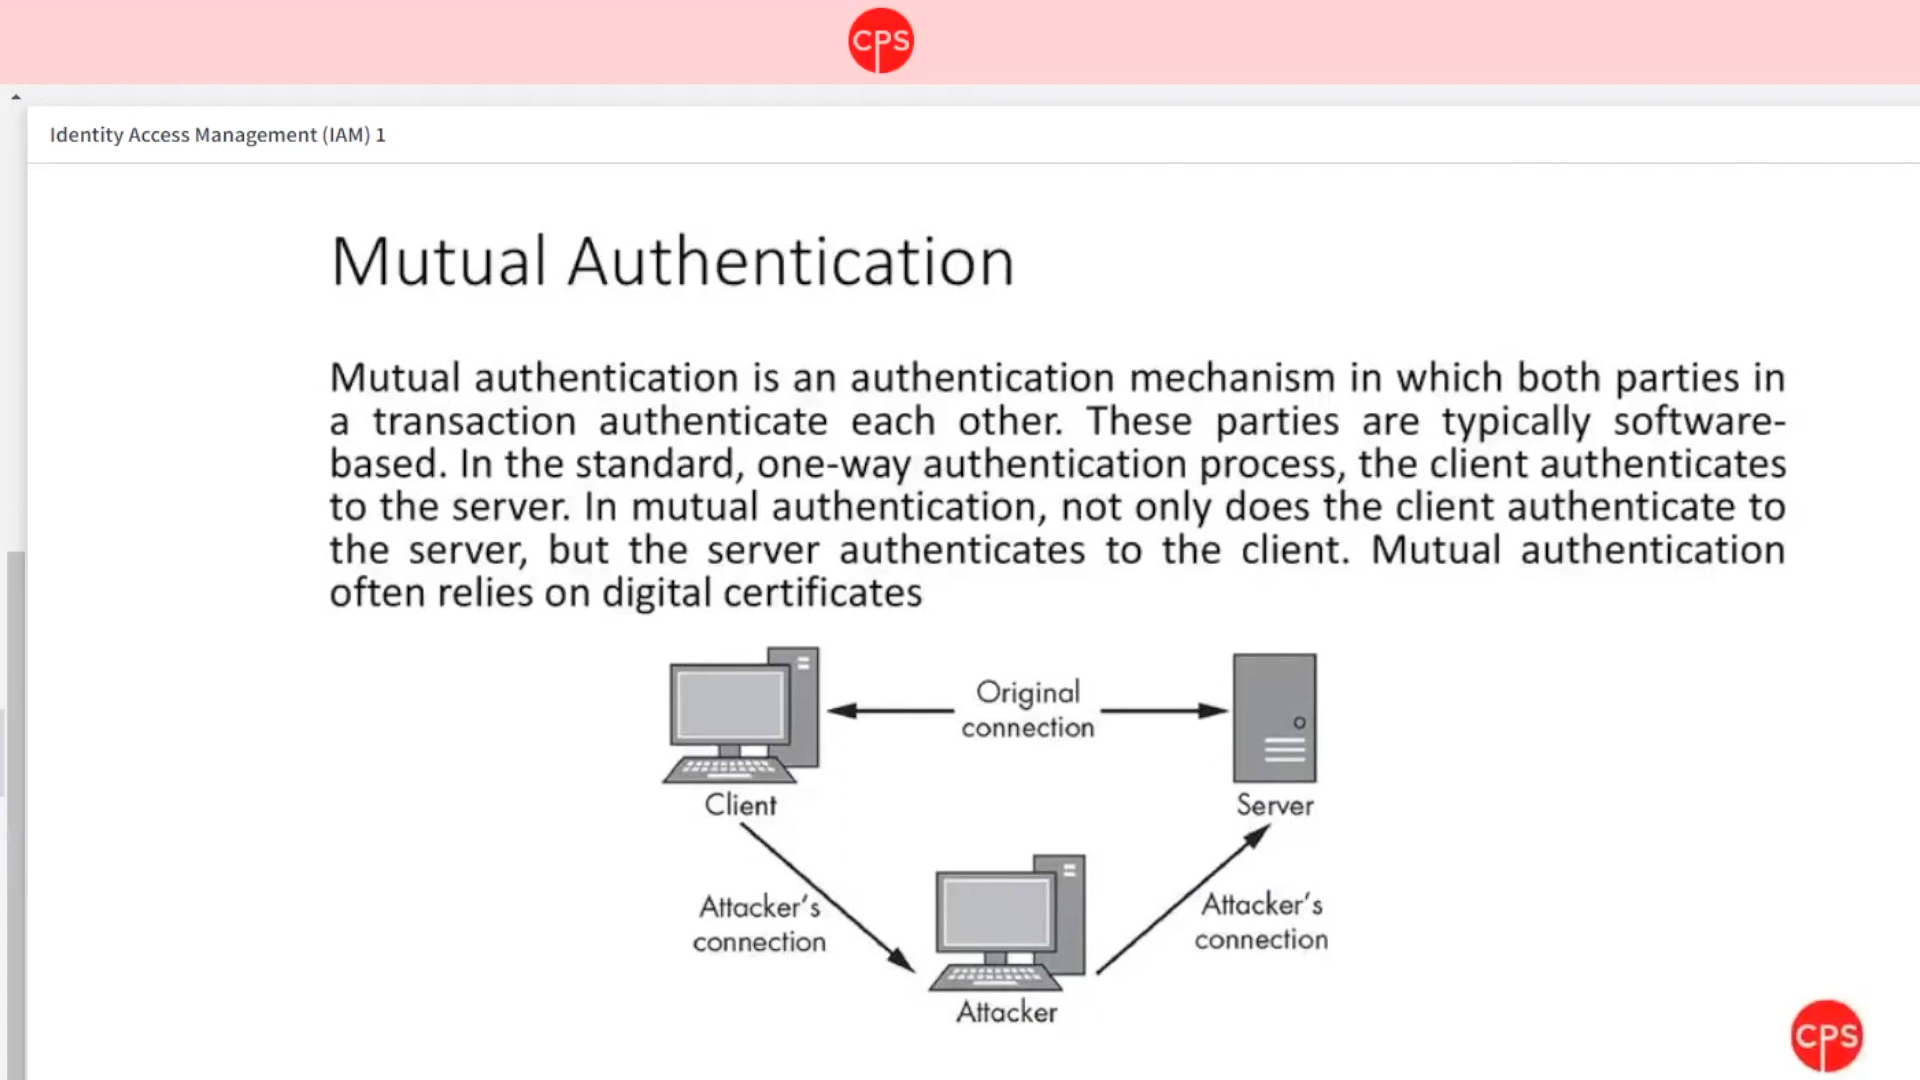 CPS
Identity Access Management (IAM) 1
Mutual Authentication
Mutual authentication is an authentication mechanism in which both parties in
a transaction authenticate each other. These parties are typically software-
based. In the standard, one-way authentication process, the client authenticates
to the server. In mutual authentication, not only does the client authenticate to
the server, but the server authenticates to the client. Mutual authentication
often relies on digital certificates
Original
connection
Client
Server
Attacker's
connection
Attacker's
connection
Attacker
CPS